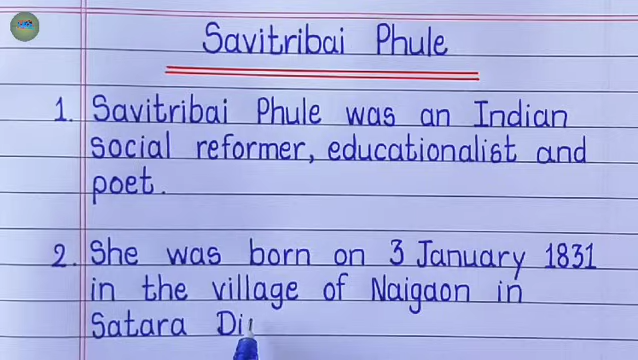 Savitribai Phule
1. Savitribai Phule was an Indian
social reformer, educationalist and
poet.
2. She was born on 3 January 1831
in the village of Naigaon in
Satara Di